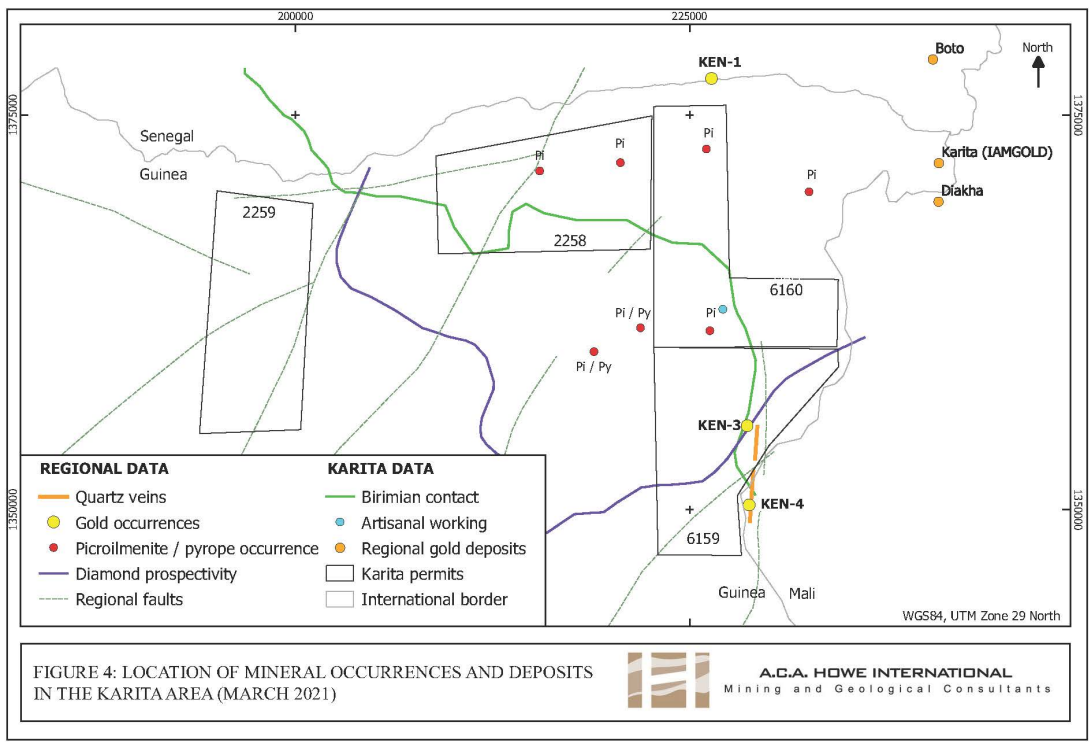 200000
225000
1375000
1375000
1350000
1350000
KEN-1
Boto
North
Senegal
Guinea
Pi
Pi
Pi
Pi
Karita (IAMGOLD)
Diakha
2259
2258
6160
Pi / Py
Pi
Pi / Py
KEN-3
KEN-4
6159
Guinea
Mali
REGIONAL DATA
Quartz veins
Gold occurrences
Picroilmenite / pyrope occurrence
Diamond prospectivity
Regional faults
KARITA DATA
Birimian contact
Artisanal working
Regional gold deposits
Karita permits
International border
WGS84, UTM Zone 29 North
FIGURE 4: LOCATION OF MINERAL OCCURRENCES AND DEPOSITS
IN THE KARITA AREA (MARCH 2021)
A.C.A. HOWE INTERNATIONAL
Mining and Geological Consultants